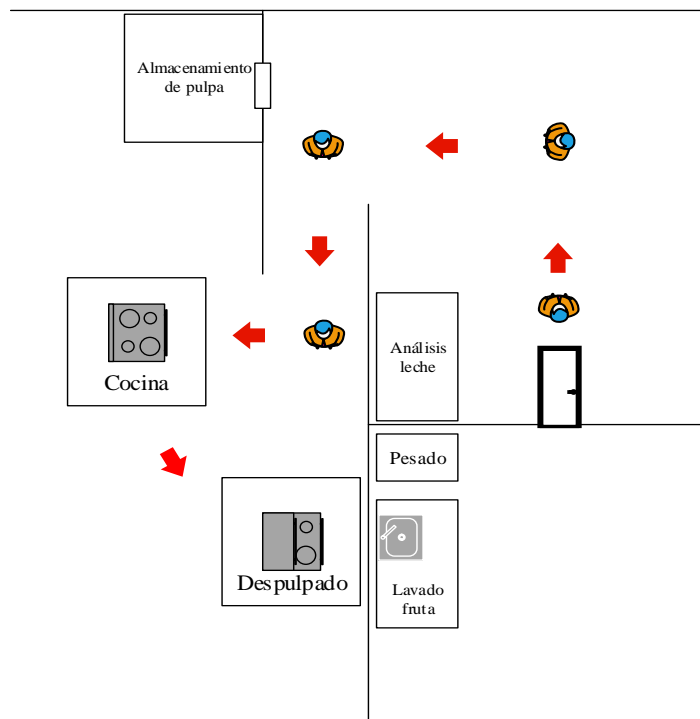 Almacenamiento
de pulpa
Análisis
leche
Cocina
Pesado
Despulpado
Lavado
fruta